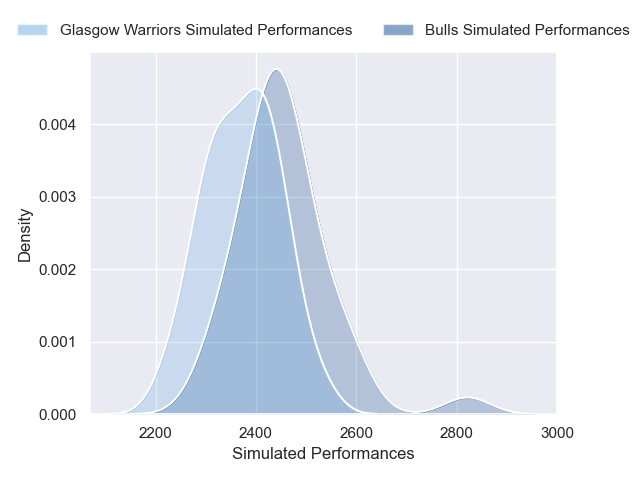 Glasgow Warriors Simulated Performances Bulls Simulated Performances
0.004
0.003
0.002
0.001
0.000
Density
2200 2400 2600 2800 3000
Simulated Performances